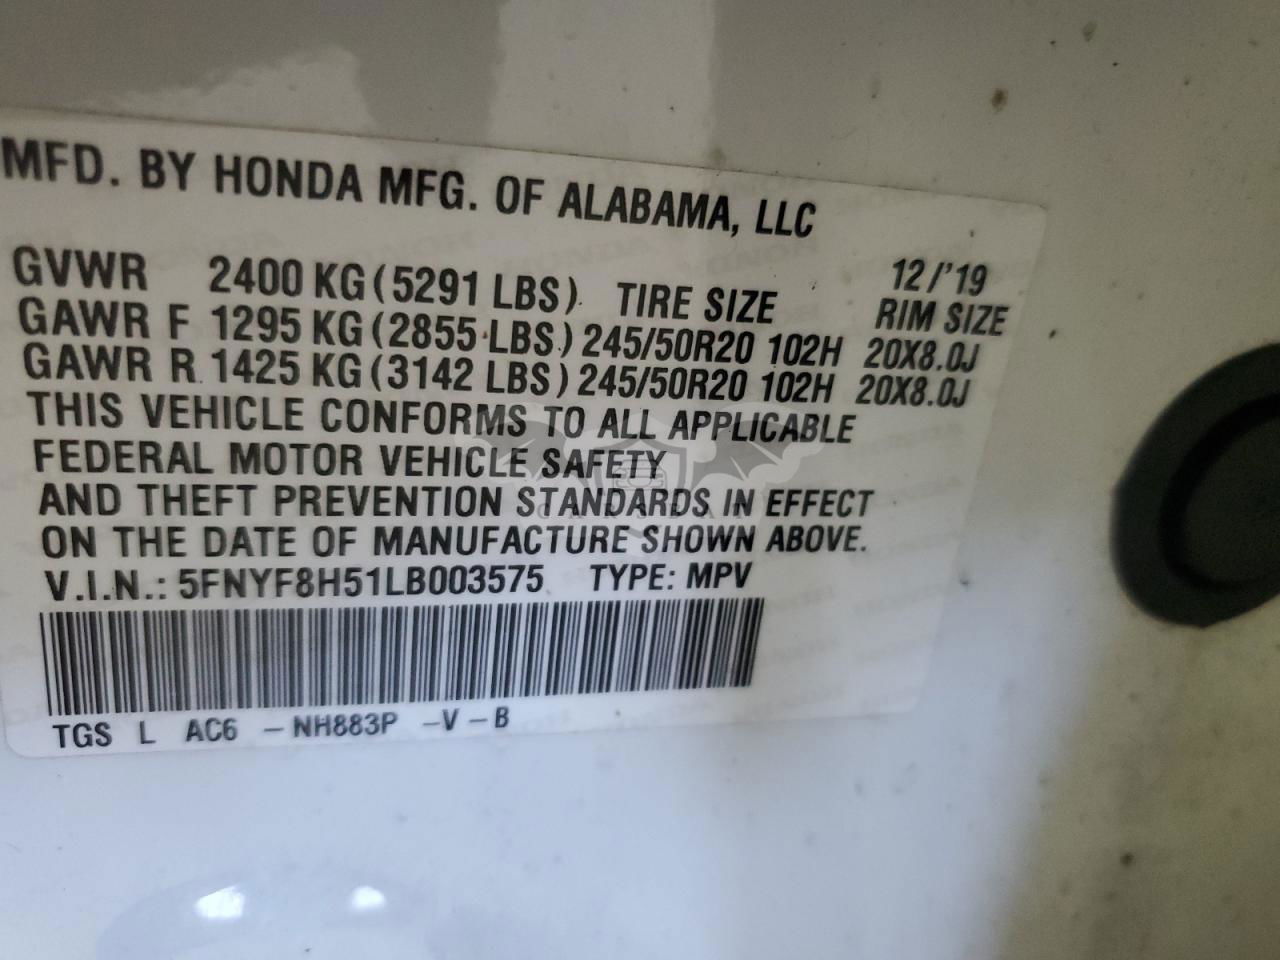 MFD. BY HONDA MFG. OF ALABAMA, LLC
12/'19
GVWR 2400 KG (5291 LBS) TIRE SIZE RIM SIZE
GAWR F 1295 KG (2855 LBS) 245/50R20 102H 20X8.0J
GAWR R 1425 KG (3142 LBS) 245/50R20 102H 20X8.0J
THIS VEHICLE CONFORMS TO ALL APPLICABLE
FEDERAL MOTOR VEHICLE SAFETY
AND THEFT PREVENTION STANDARDS IN EFFECT
ON THE DATE OF MANUFACTURE SHOWN ABOVE.
V.I.N.: 5FNYF8H51LB003575 TYPE: MPV
TGS L AC6 -NH883P -V-B